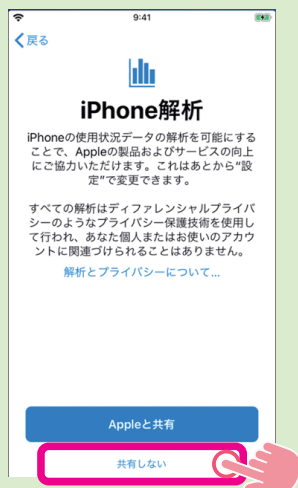 9:41
戻る
iPhone解析
iPhoneの使用状況データの解析を可能にする
ことで、Appleの製品およびサービスの向上
にご協力いただけます。これはあとから“設
定”で変更できます。
すべての解析はディファレンシャルプライバ
シーのようなプライバシー保護技術を使用し
て行われ、あなた個人またはお使いのアカウ
ントに関連づけられることはありません。
解析とプライバシーについて...
Appleと共有
共有しない